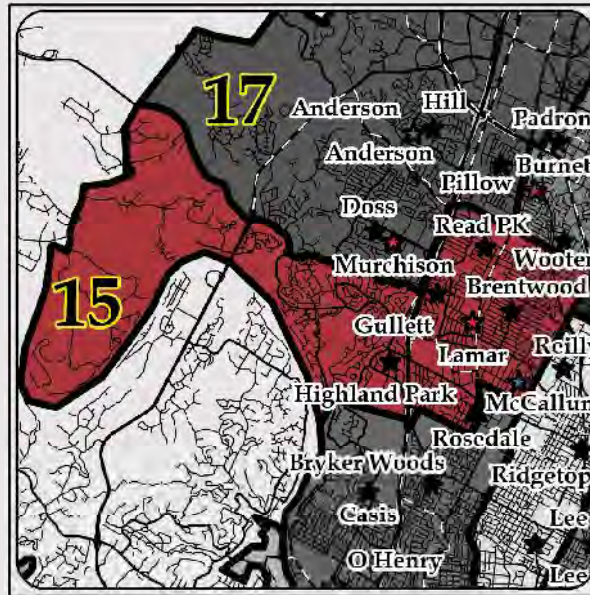 17
Anderson
Hill
Padron
Anderson
Burnet
Pillow
Doss
Read PK
Murchison
Wooten
Brentwood
15
Gullett
Lamar
Reilly
Highland Park
McCallum
Rosedale
Bryker Woods
Ridgetop
Casis
Lee
O Henry
Lee